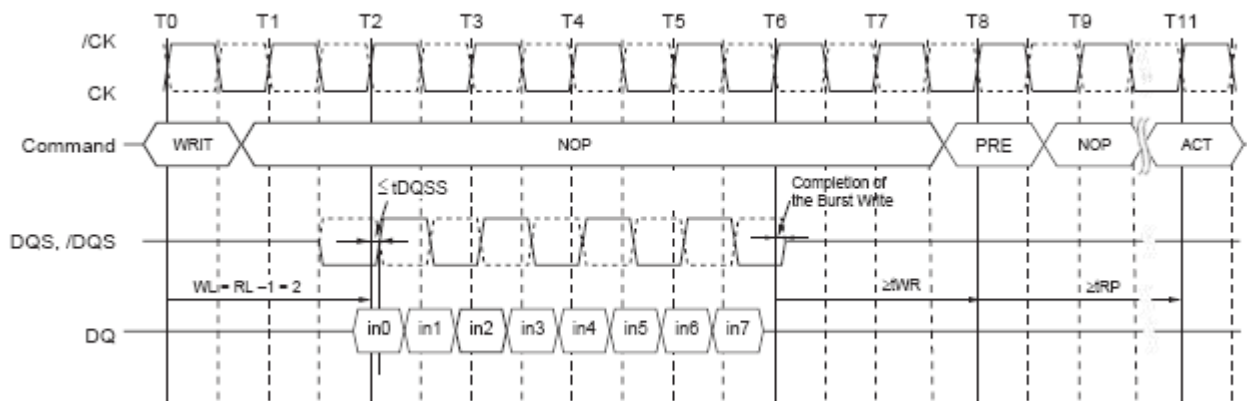 T0 T1 T2 T3 T4 T5 T6 T7 T8 T9 T11
/CK
CK
Command WRIT NOP PRE NOP ACT
≤ tDQSS
Completion of
the Burst Write
DQS, /DQS
WL = RL –1 = 2
≥tWR
≥tRP
DQ in0 in1 in2 in3 in4 in5 in6 in7